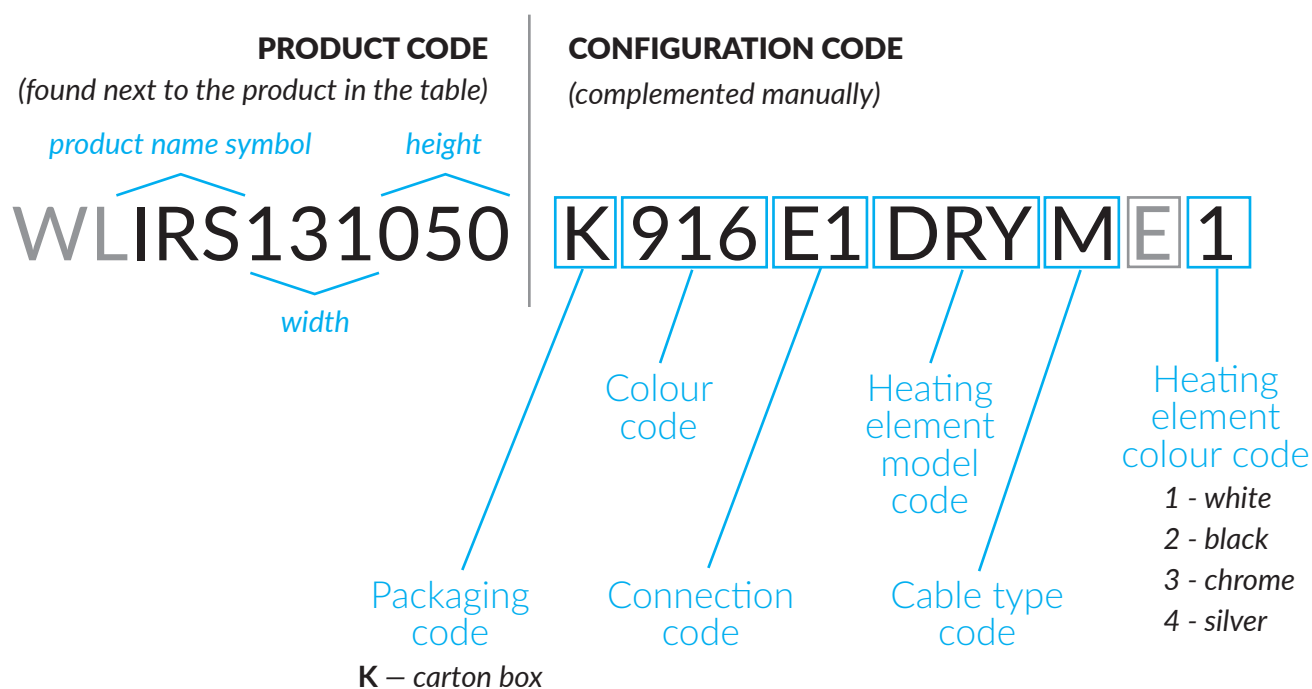 PRODUCT CODE
(found next to the product in the table)
product name symbol
height
WLIRS131050
width
CONFIGURATION CODE
(complemented manually)
K 916 E1 DRY M E 1
Colour
code
Heating
element
model
code
Heating
element
colour code
1 - white
2 - black
3 - chrome
4 - silver
Packaging
code
K – carton box
Connection
code
Cable type
code